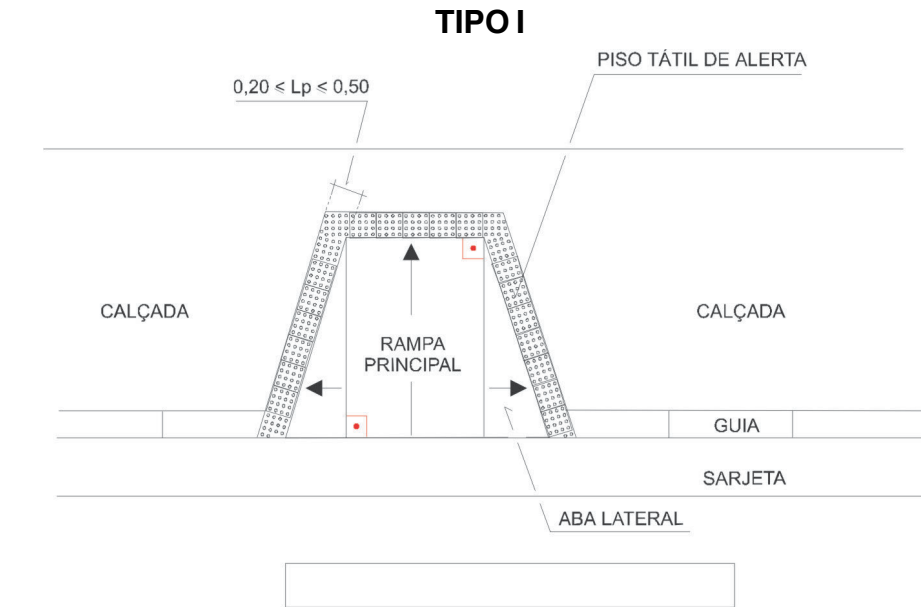 TIPO I
PISO TÁTIL DE ALERTA
0,20 < Lp < 0,50
CALÇADA
CALÇADA
RAMPA
PRINCIPAL
GUIA
SARJETA
ABA LATERAL